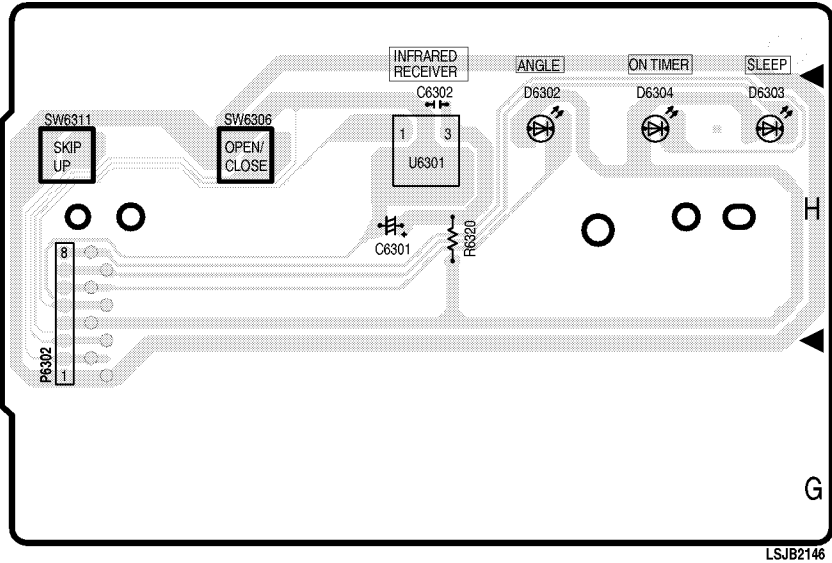 INFRARED
RECEIVER
ANGLE
ON TIMER
SLEEP
C6302
D6302
D6304
D6303
SW6311
SW6306
SKIP
UP
OPEN/
CLOSE
1
3
U6301
H
C6301
R6320
8
P6302
1
G
LSJB2146